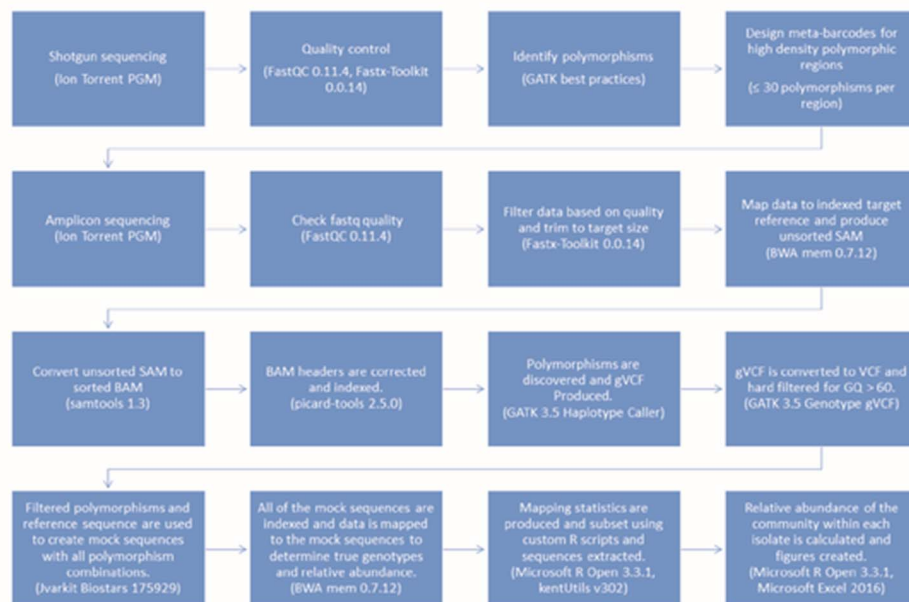 Shotgun sequencing
(Ion Torrent PGM)
Quality control
(FastQC 0.11.4, Fastx-Toolkit
0.0.14)
Identify polymorphisms
(GATK best practices)
Design meta-barcodes for
high density polymorphic
regions
(≤ 30 polymorphisms per
region)
Amplicon sequencing
(Ion Torrent PGM)
Check fastq quality
(FastQC 0.11.4)
Filter data based on quality
and trim to target size
(Fastx-Toolkit 0.0.14)
Map data to indexed target
reference and produce
unsorted SAM
(BWA mem 0.7.12)
Convert unsorted SAM to
sorted BAM
(samtools 1.3)
BAM headers are corrected
and indexed.
(picard-tools 2.5.0)
Polymorphisms are
discovered and gVCF
Produced.
(GATK 3.5 Haplotype Caller)
gVCF is converted to VCF and
hard filtered for GQ > 60.
(GATK 3.5 Genotype gVCF)
Filtered polymorphisms and
reference sequence are used
to create mock sequences
with all polymorphism
combinations.
(Jvarkit Biostars 175929)
All of the mock sequences are
indexed and data is mapped
to the mock sequences to
determine true genotypes
and relative abundance.
(BWA mem 0.7.12)
Mapping statistics are
produced and subset using
custom R scripts and
sequences extracted.
(Microsoft R Open 3.3.1,
kentUtils v302)
Relative abundance of the
community within each
isolate is calculated and
figures created.
(Microsoft R Open 3.3.1,
Microsoft Excel 2016)